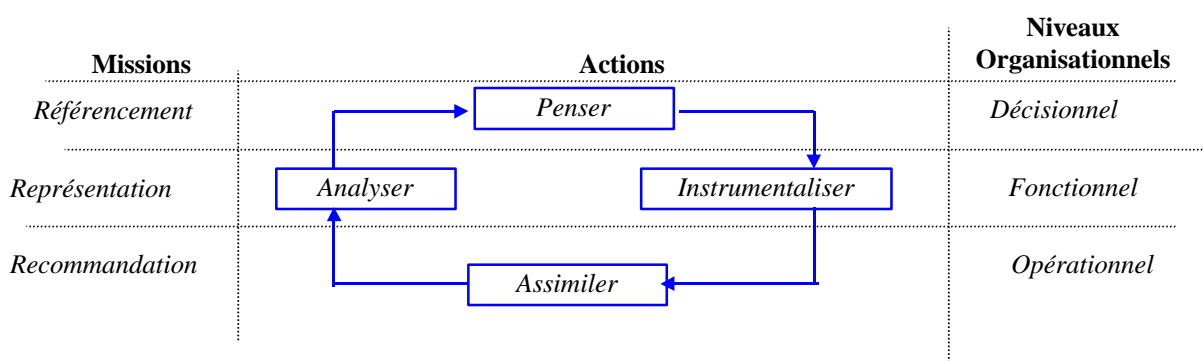 Niveaux
Missions Actions Organisationnels
Référencement Penser Décisionnel
Représentation Analyser Instrumentaliser Fonctionnel
Recommandation Assimiler Opérationnel